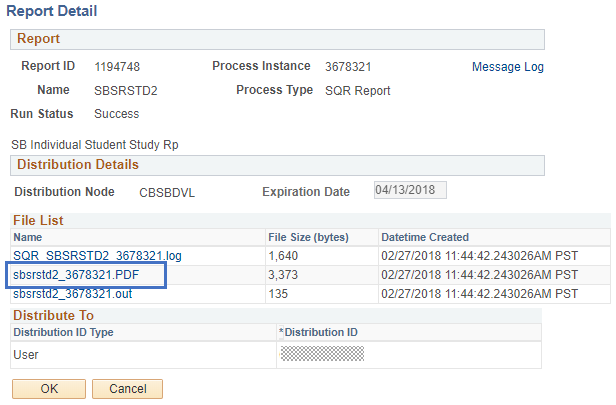 Report Detail
Report
Report ID 1194748 Process Instance 3678321 Message Log
Name SBSRSTD2 Process Type SQR Report
Run Status Success
SB Individual Student Study Rp
Distribution Details
Distribution Node CBSBDVL Expiration Date 04/13/2018
File List
Name File Size (bytes) Datetime Created
SQR_SBSRSTD2_3678321.log 1,640 02/27/2018 11:44:42.243026AM PST
sbsrstd2_3678321.PDF 3,373 02/27/2018 11:44:42.243026AM PST
sbsrstd2_3678321.out 135 02/27/2018 11:44:42.243026AM PST
Distribute To
Distribution ID Type *Distribution ID
User
OK Cancel